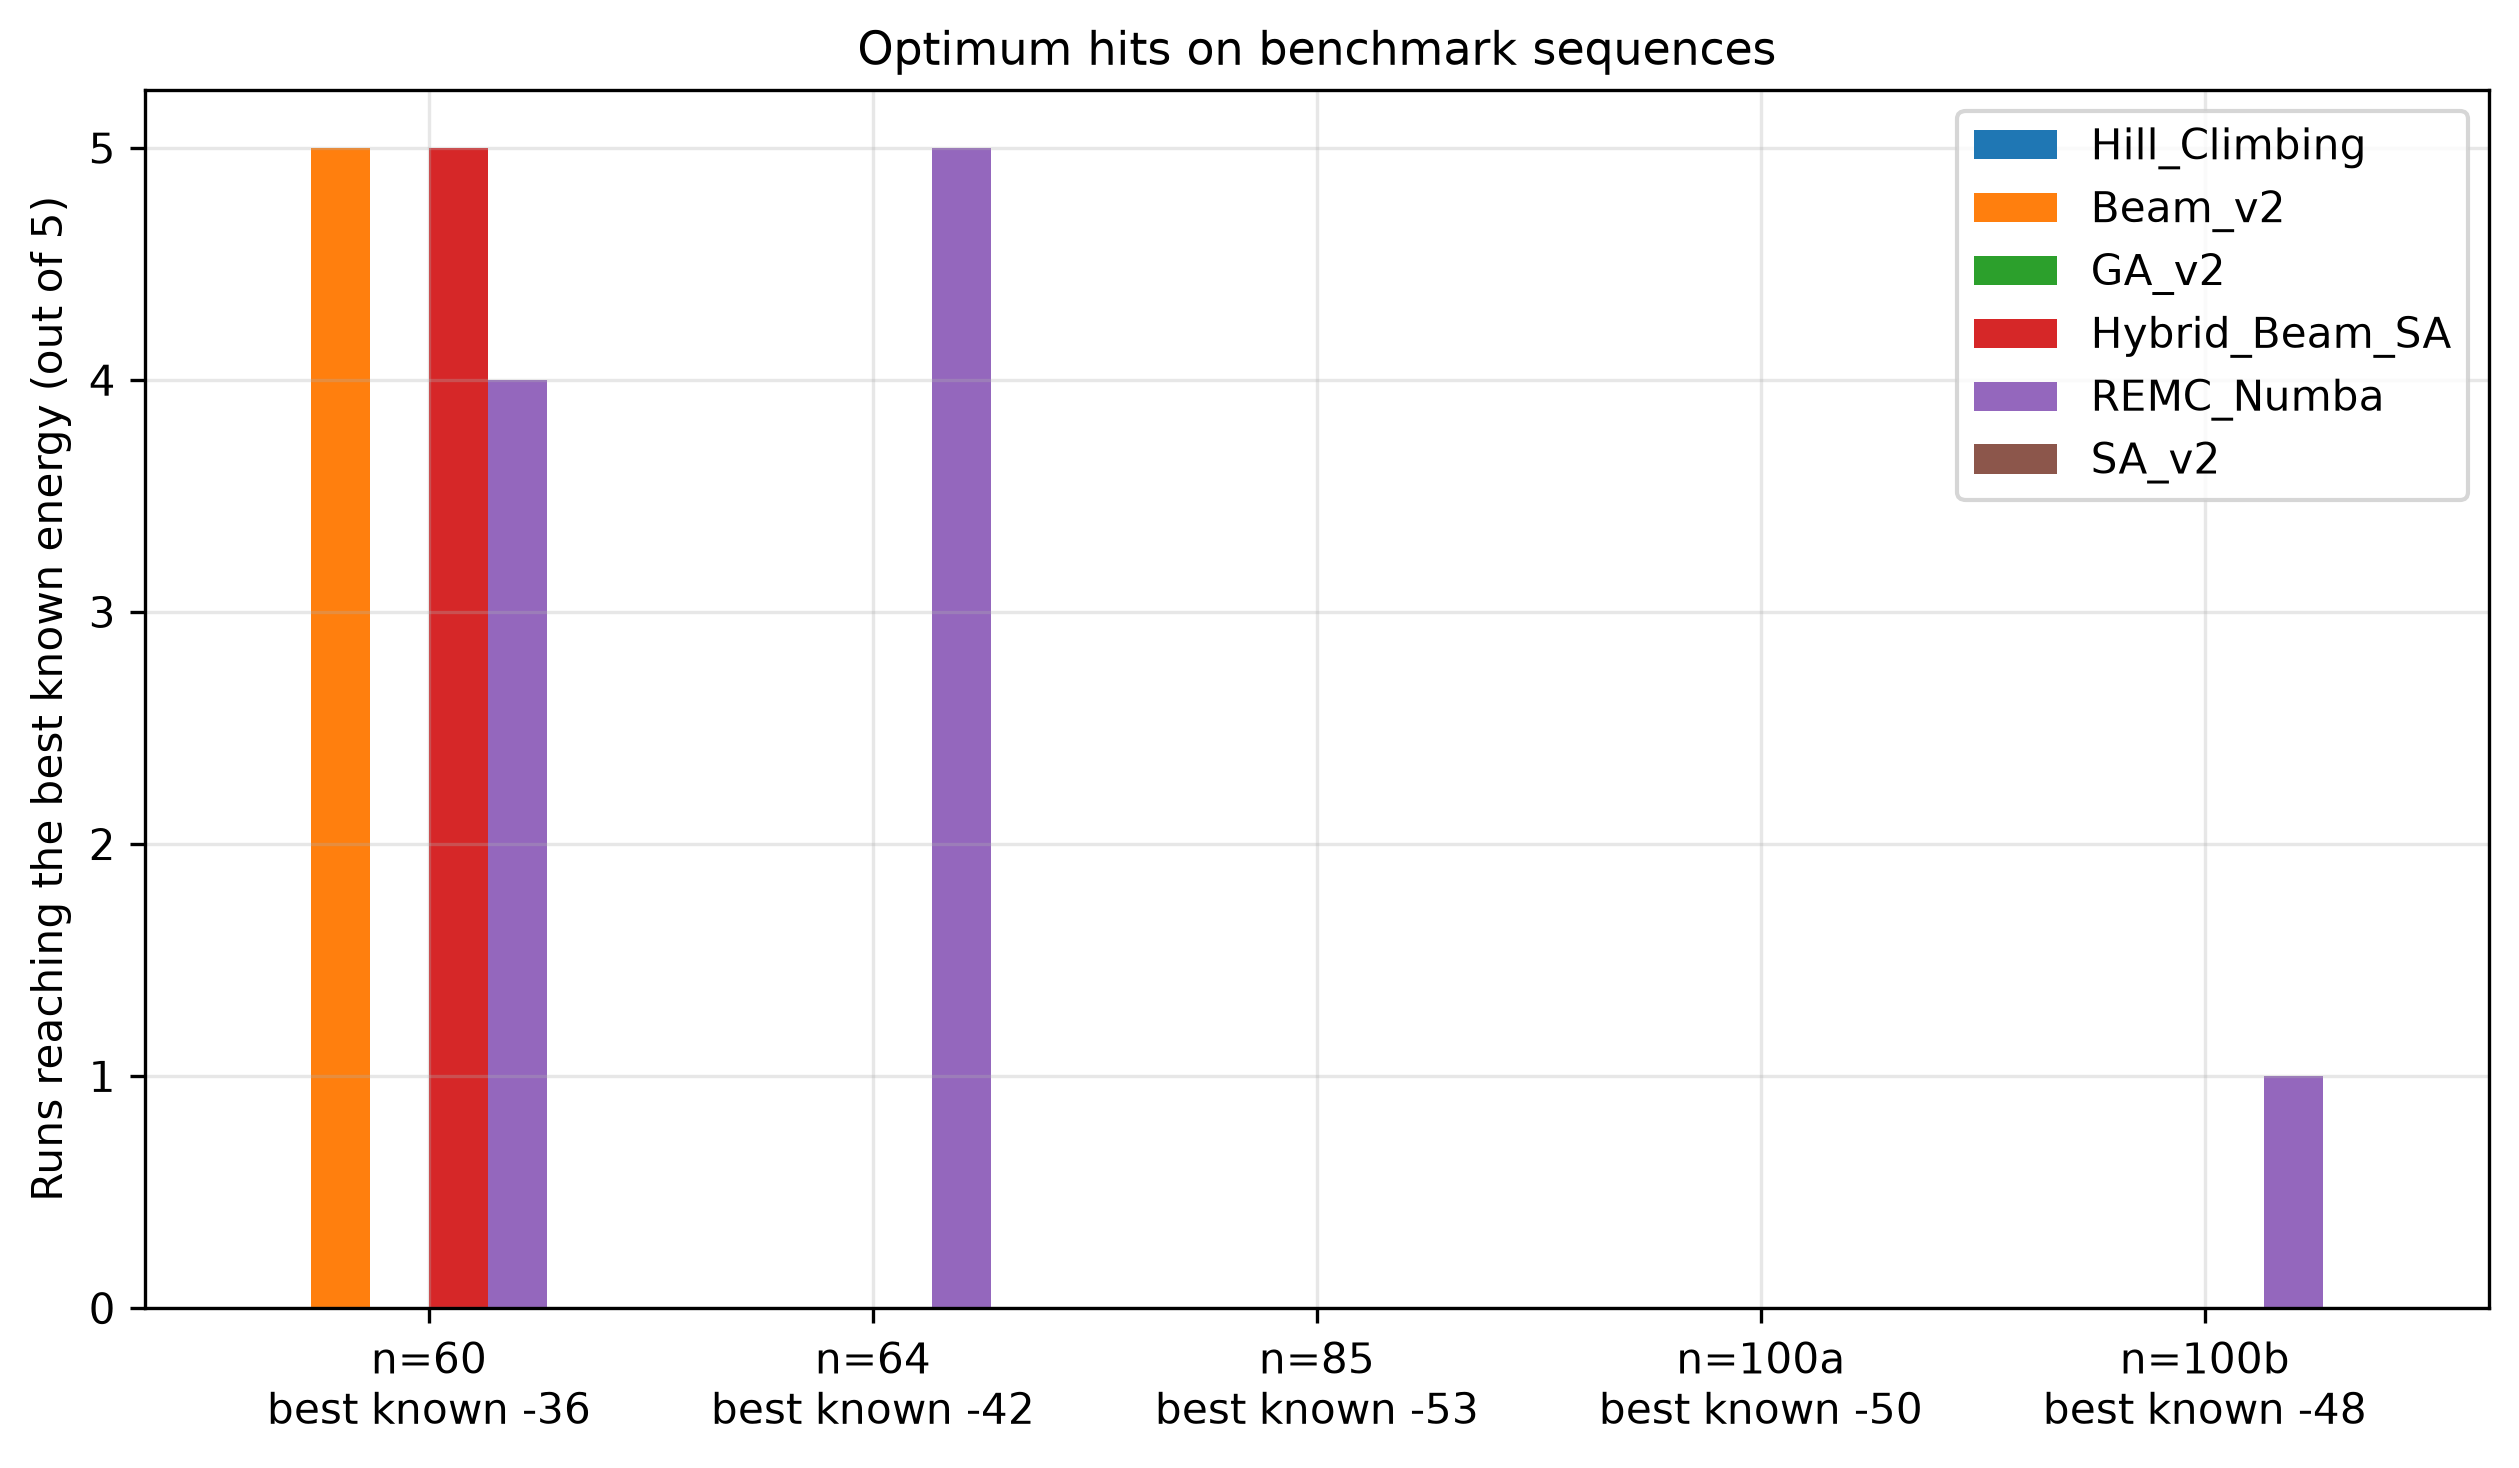 Optimum hits on benchmark sequences
Runs reaching the best known energy (out of 5)
5
4
3
2
1
0
Hill_Climbing
Beam_v2
GA_v2
Hybrid_Beam_SA
REMC_Numba
SA_v2
n=60
best known -36
n=64
best known -42
n=85
best known -53
n=100a
best known -50
n=100b
best known -48